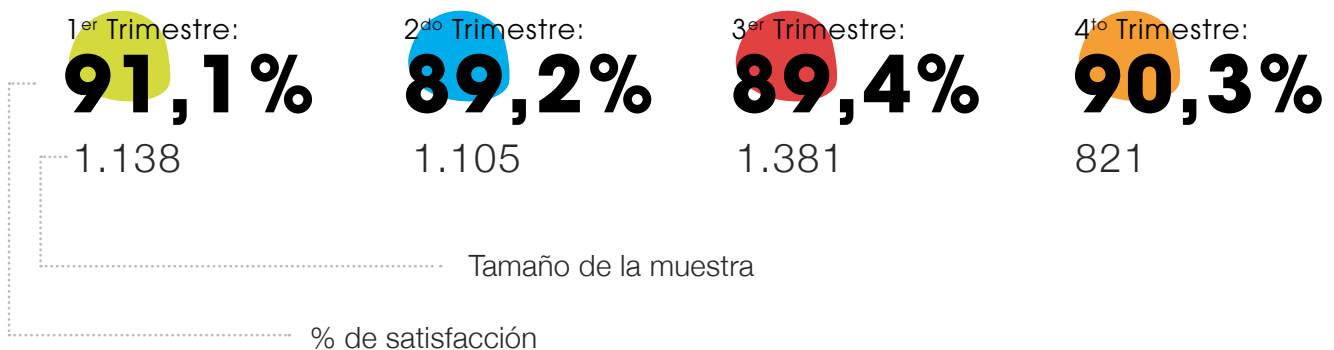 1er Trimestre: 2do Trimestre: 3er Trimestre: 4to Trimestre:
91,1% 89,2% 89,4% 90,3%
1.138 1.105 1.381 821
Tamaño de la muestra
% de satisfacción